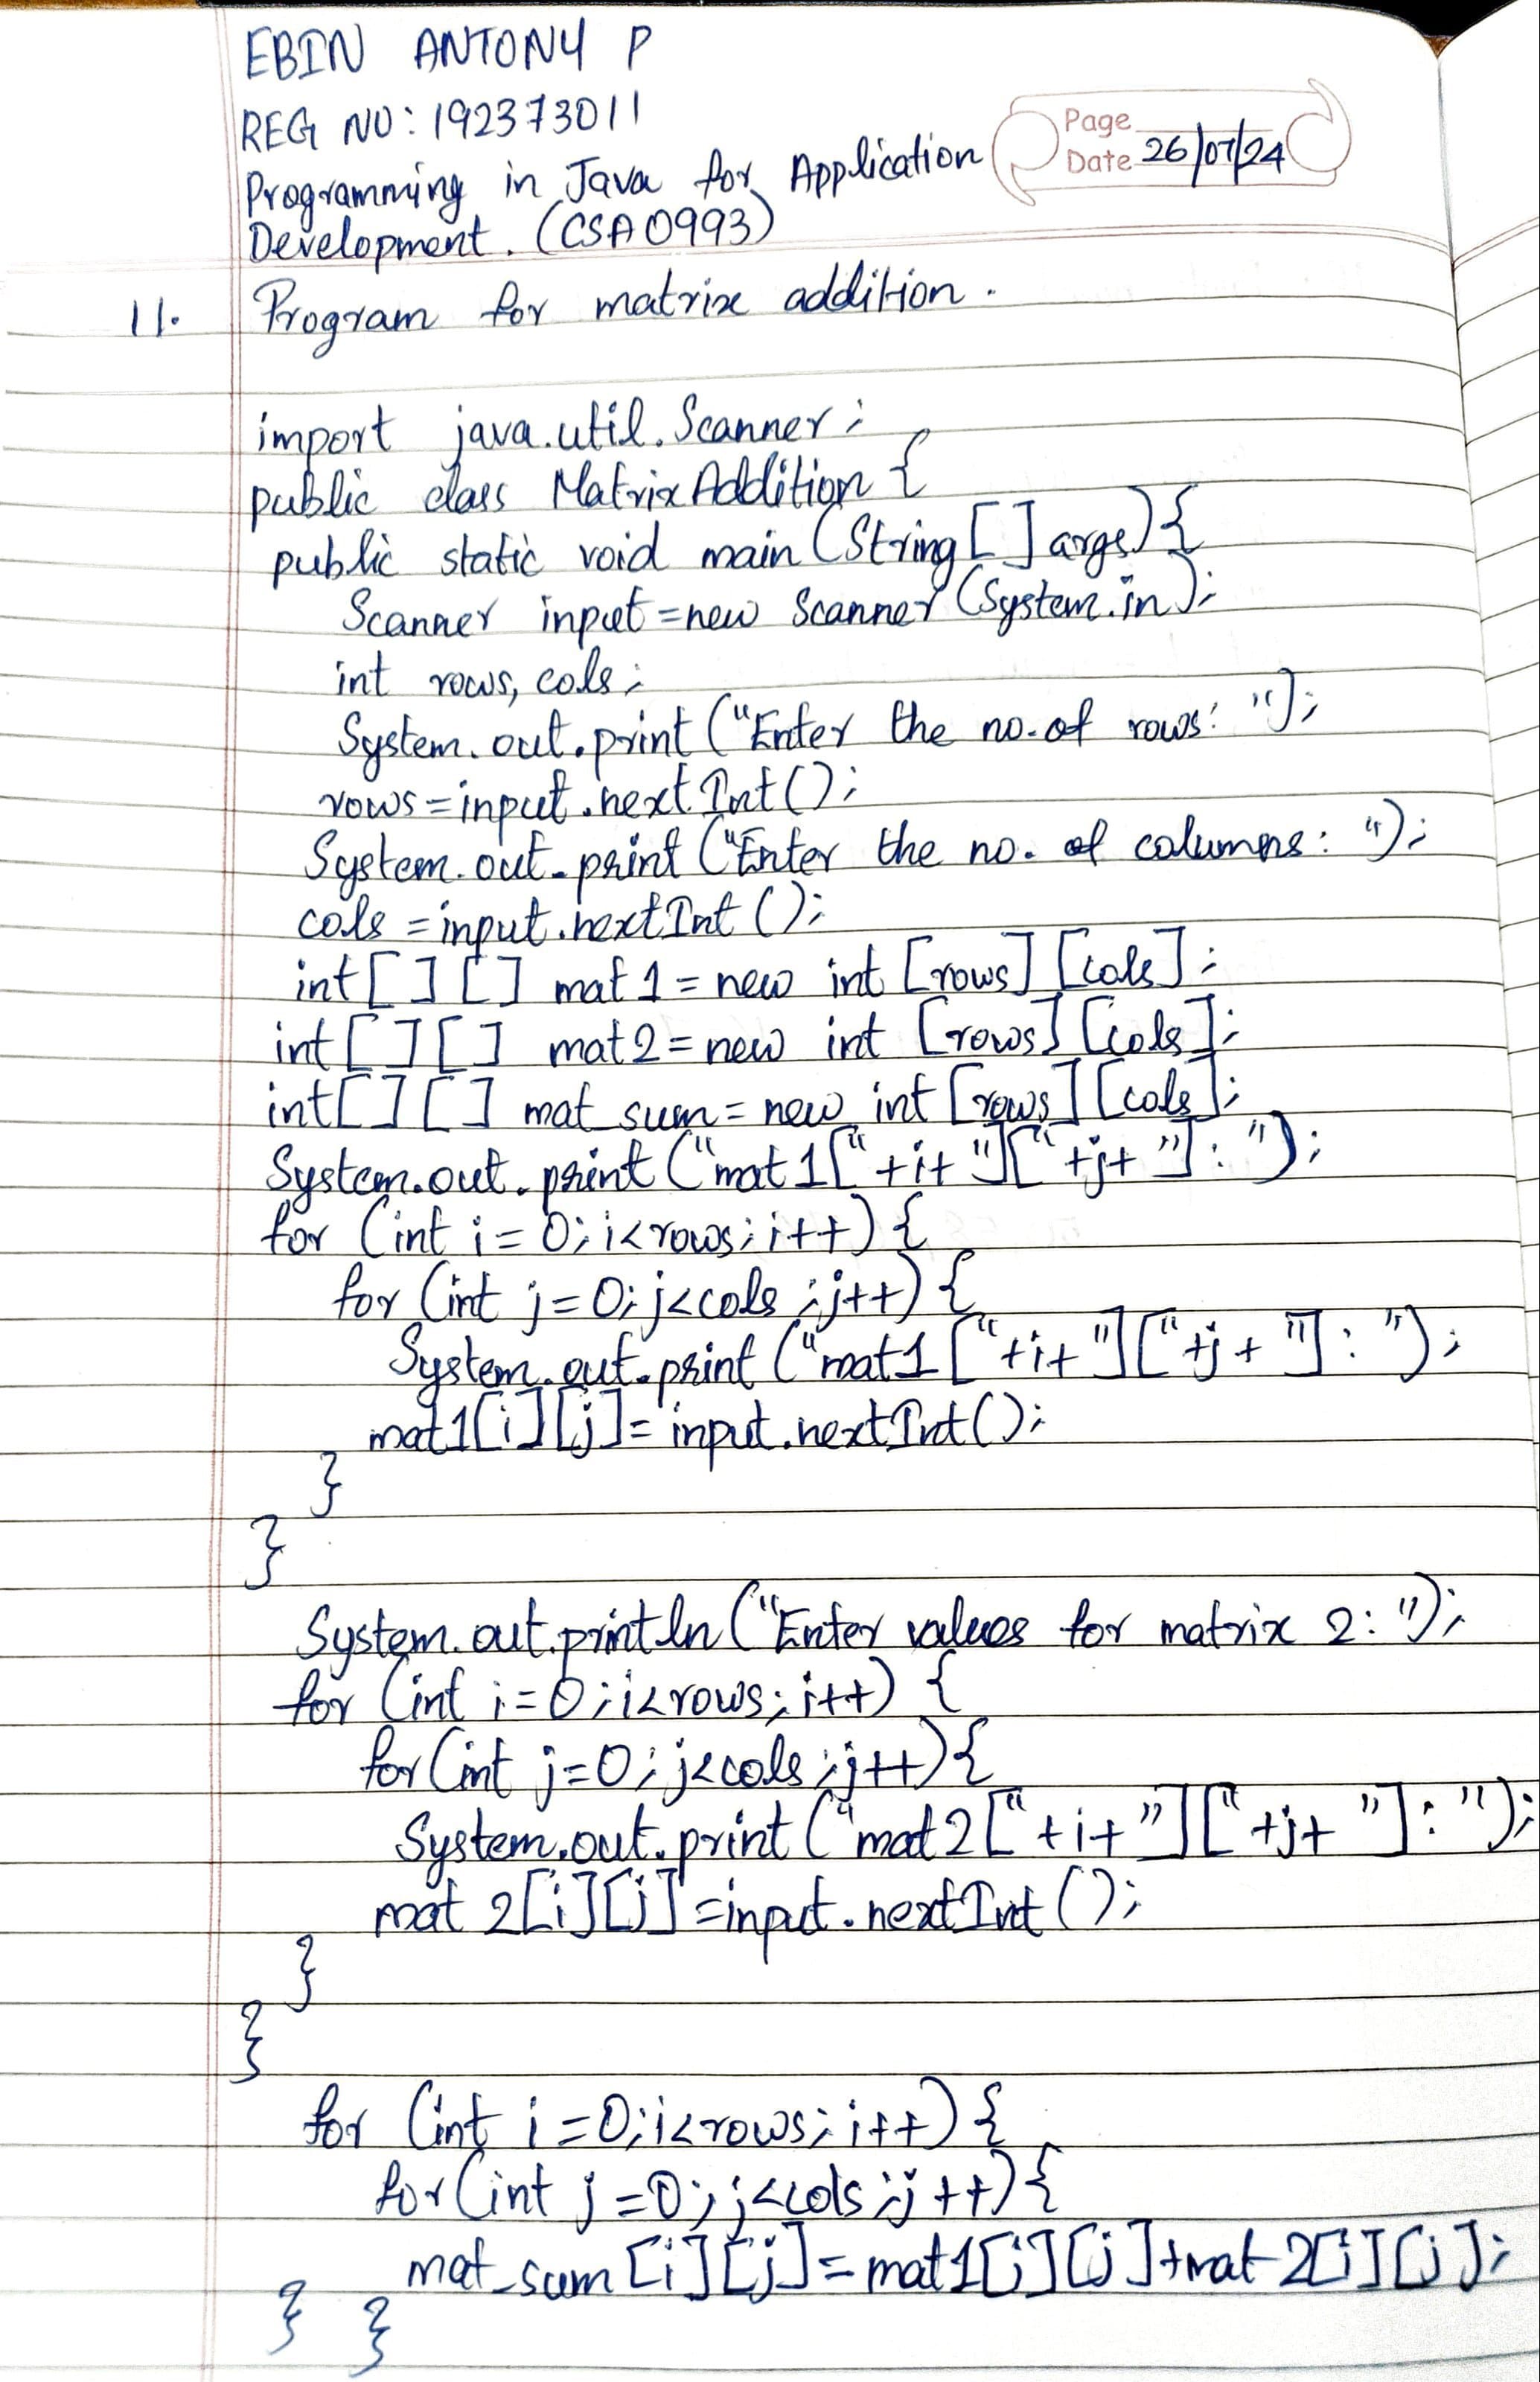 EBIN ANTONY P
REG NO: 192373011
Page
Date 26/07/24
Programming in Java for Application
Development. (CSA0993)
11. Program for matrix addition.
import java.util.Scanner;
public class MatrixAddition {
public static void main (String [ ] args) {
Scanner input = new Scanner (System.in);
int rows, cols;
System.out.print ("Enter the no. of rows: ");
rows = input.nextInt ();
System.out.print ("Enter the no. of columns: ");
cols = input.nextInt ();
int [ ] [ ] mat1 = new int [rows] [cols];
int [ ] [ ] mat2 = new int [rows] [cols];
int [ ] [ ] mat_sum = new int [rows] [cols];
System.out.print ("mat1["+i+"]["+j+"]: ");
for (int i = 0; i<rows; i++) {
for (int j = 0; j<cols; j++) {
System.out.print ("mat1["+i+"]["+j+"]: ");
mat1[i][j] = input.nextInt();
}
}
System.out.println ("Enter values for matrix 2: ");
for (int i = 0; i<rows; i++) {
for (int j=0; j<cols; j++) {
System.out.print ("mat2["+i+"]["+j+"]: ");
mat2[i][j] = input.nextInt ();
}
}
for (int i = 0; i<rows; i++) {
for (int j = 0; j<cols; j++) {
mat_sum [i][j] = mat1[i][j]+mat2[i][j];
} }